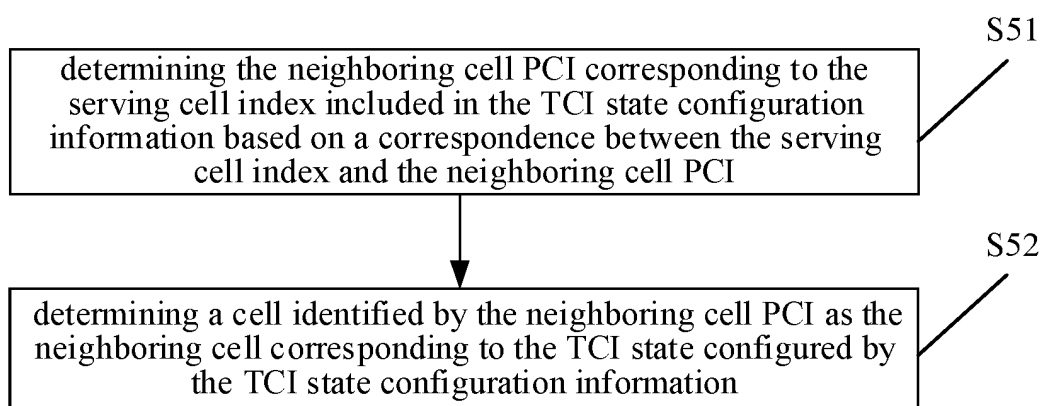 S51
determining the neighboring cell PCI corresponding to the
serving cell index included in the TCI state configuration
information based on a correspondence between the serving
cell index and the neighboring cell PCI
S52
determining a cell identified by the neighboring cell PCI as the
neighboring cell corresponding to the TCI state configured by
the TCI state configuration information